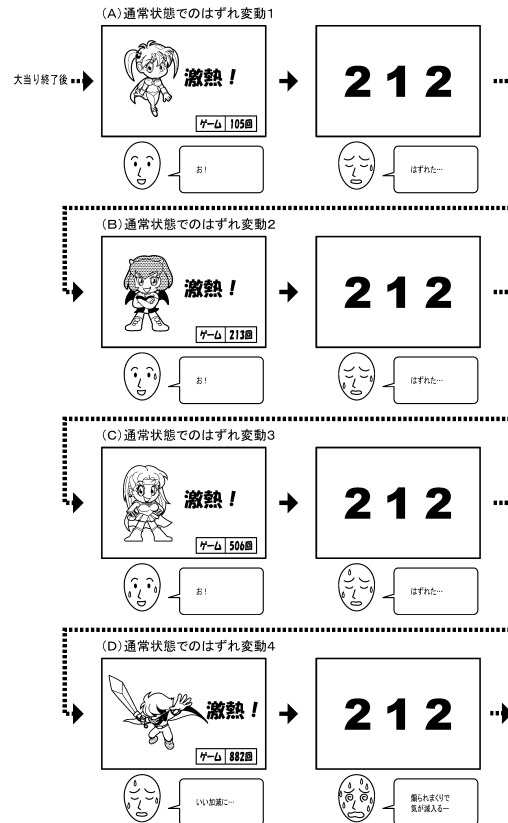 (A)通常状態でのはずれ変動1
大当り終了後
激熱！
ゲーム 105回
212
お！
はずれた…
(B)通常状態でのはずれ変動2
激熱！
ゲーム 213回
212
お！
はずれた…
(C)通常状態でのはずれ変動3
激熱！
ゲーム 506回
212
お！
はずれた…
(D)通常状態でのはずれ変動4
激熱！
ゲーム 882回
212
いい加減に…
煽られまくりで
気が滅入るー